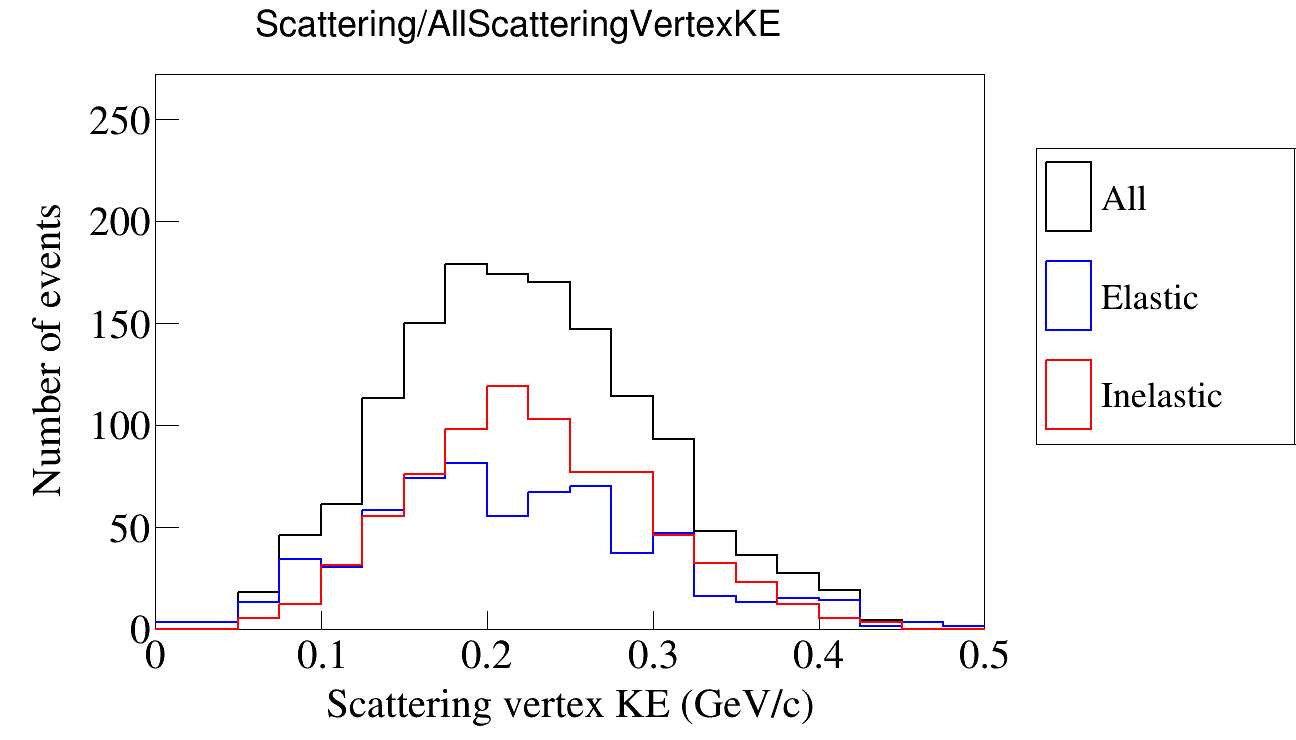 Scattering/AllScatteringVertexKE
250
200
150
100
50
0
0 0.1 0.2 0.3 0.4 0.5
Number of events
Scattering vertex KE (GeV/c)
All
Elastic
Inelastic